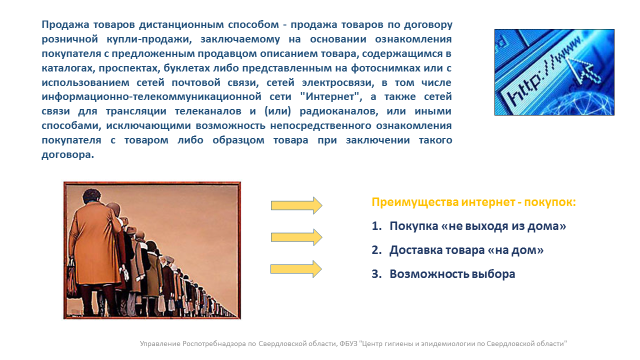 Продажа товаров дистанционным способом - продажа товаров по договору
розничной купли-продажи, заключаемому на основании ознакомления
покупателя с предложенным продавцом описанием товара, содержащимся в
каталогах, проспектах, буклетах либо представленным на фотоснимках или с
использованием сетей почтовой связи, сетей электросвязи, в том числе
информационно-телекоммуникационной сети "Интернет", а также сетей
связи для трансляции телеканалов и (или) радиоканалов, или иными
способами, исключающими возможность непосредственного ознакомления
покупателя с товаром либо образцом товара при заключении такого
договора.
http://www
Преимущества интернет - покупок:
1. Покупка «не выходя из дома»
2. Доставка товара «на дом»
3. Возможность выбора
Управление Роспотребнадзора по Свердловской области, ФБУЗ "Центр гигиены и эпидемиологии по Свердловской области"